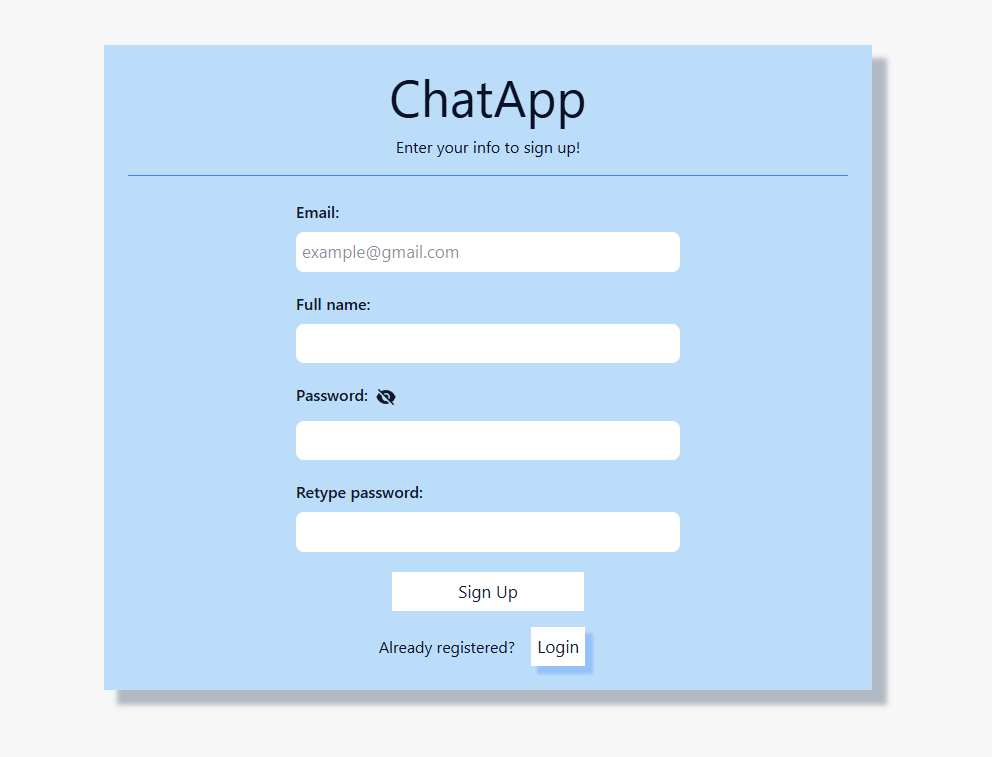 ChatApp
Enter your info to sign up!
Email:
example@gmail.com
Full name:
Password:
Retype password:
Sign Up
Already registered? Login